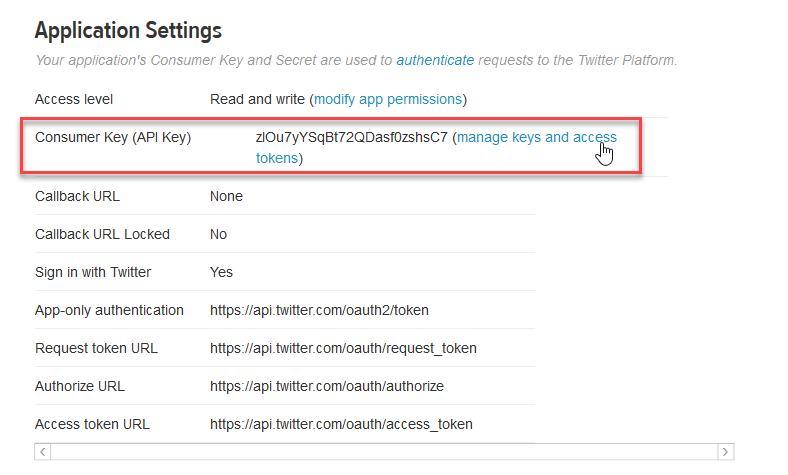 Application Settings
Your application's Consumer Key and Secret are used to authenticate requests to the Twitter Platform.
Access level Read and write (modify app permissions)
Consumer Key (API Key) zlOu7yYSqBt72QDasf0zshsC7 (manage keys and access
tokens)
Callback URL None
Callback URL Locked No
Sign in with Twitter Yes
App-only authentication https://api.twitter.com/oauth2/token
Request token URL https://api.twitter.com/oauth/request_token
Authorize URL https://api.twitter.com/oauth/authorize
Access token URL https://api.twitter.com/oauth/access_token